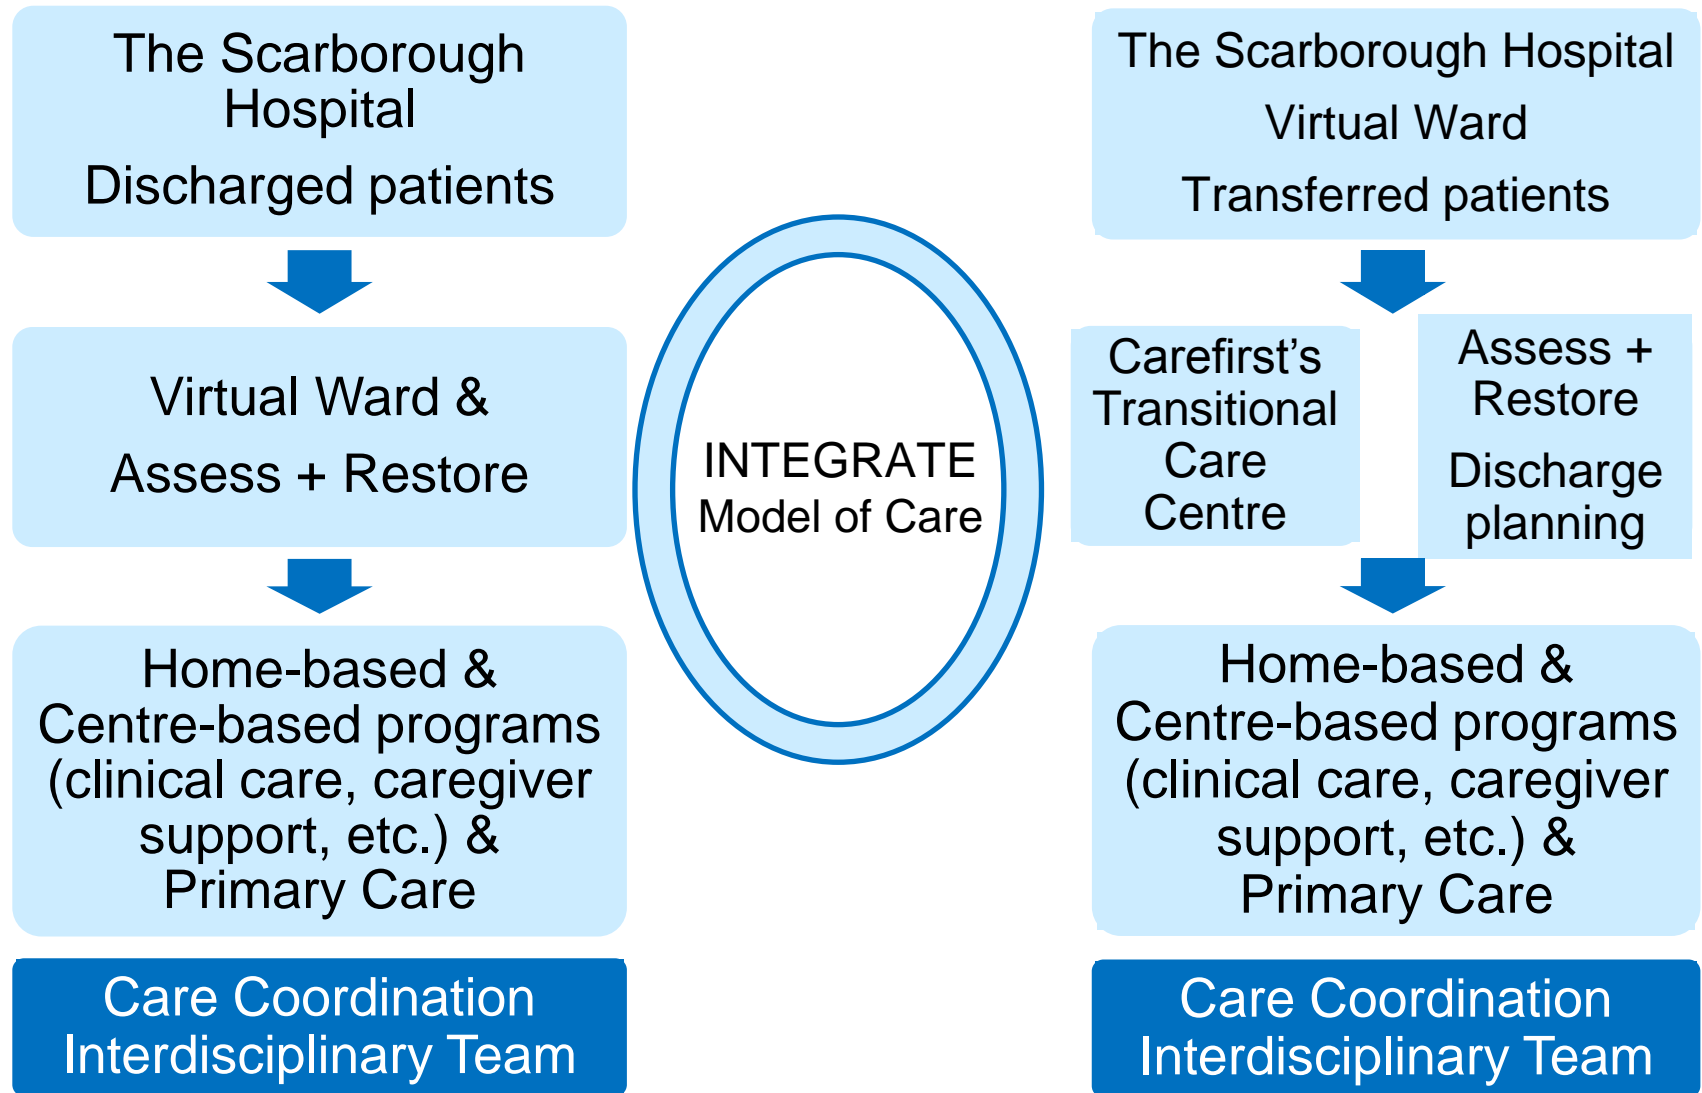 The Scarborough
Hospital
Discharged patients
Virtual Ward &
Assess + Restore
Home-based &
Centre-based programs
(clinical care, caregiver
support, etc.) &
Primary Care
Care Coordination
Interdisciplinary Team
INTEGRATE
Model of Care
The Scarborough Hospital
Virtual Ward
Transferred patients
Carefirst’s
Transitional
Care
Centre
Assess +
Restore
Discharge
planning
Home-based &
Centre-based programs
(clinical care, caregiver
support, etc.) &
Primary Care
Care Coordination
Interdisciplinary Team